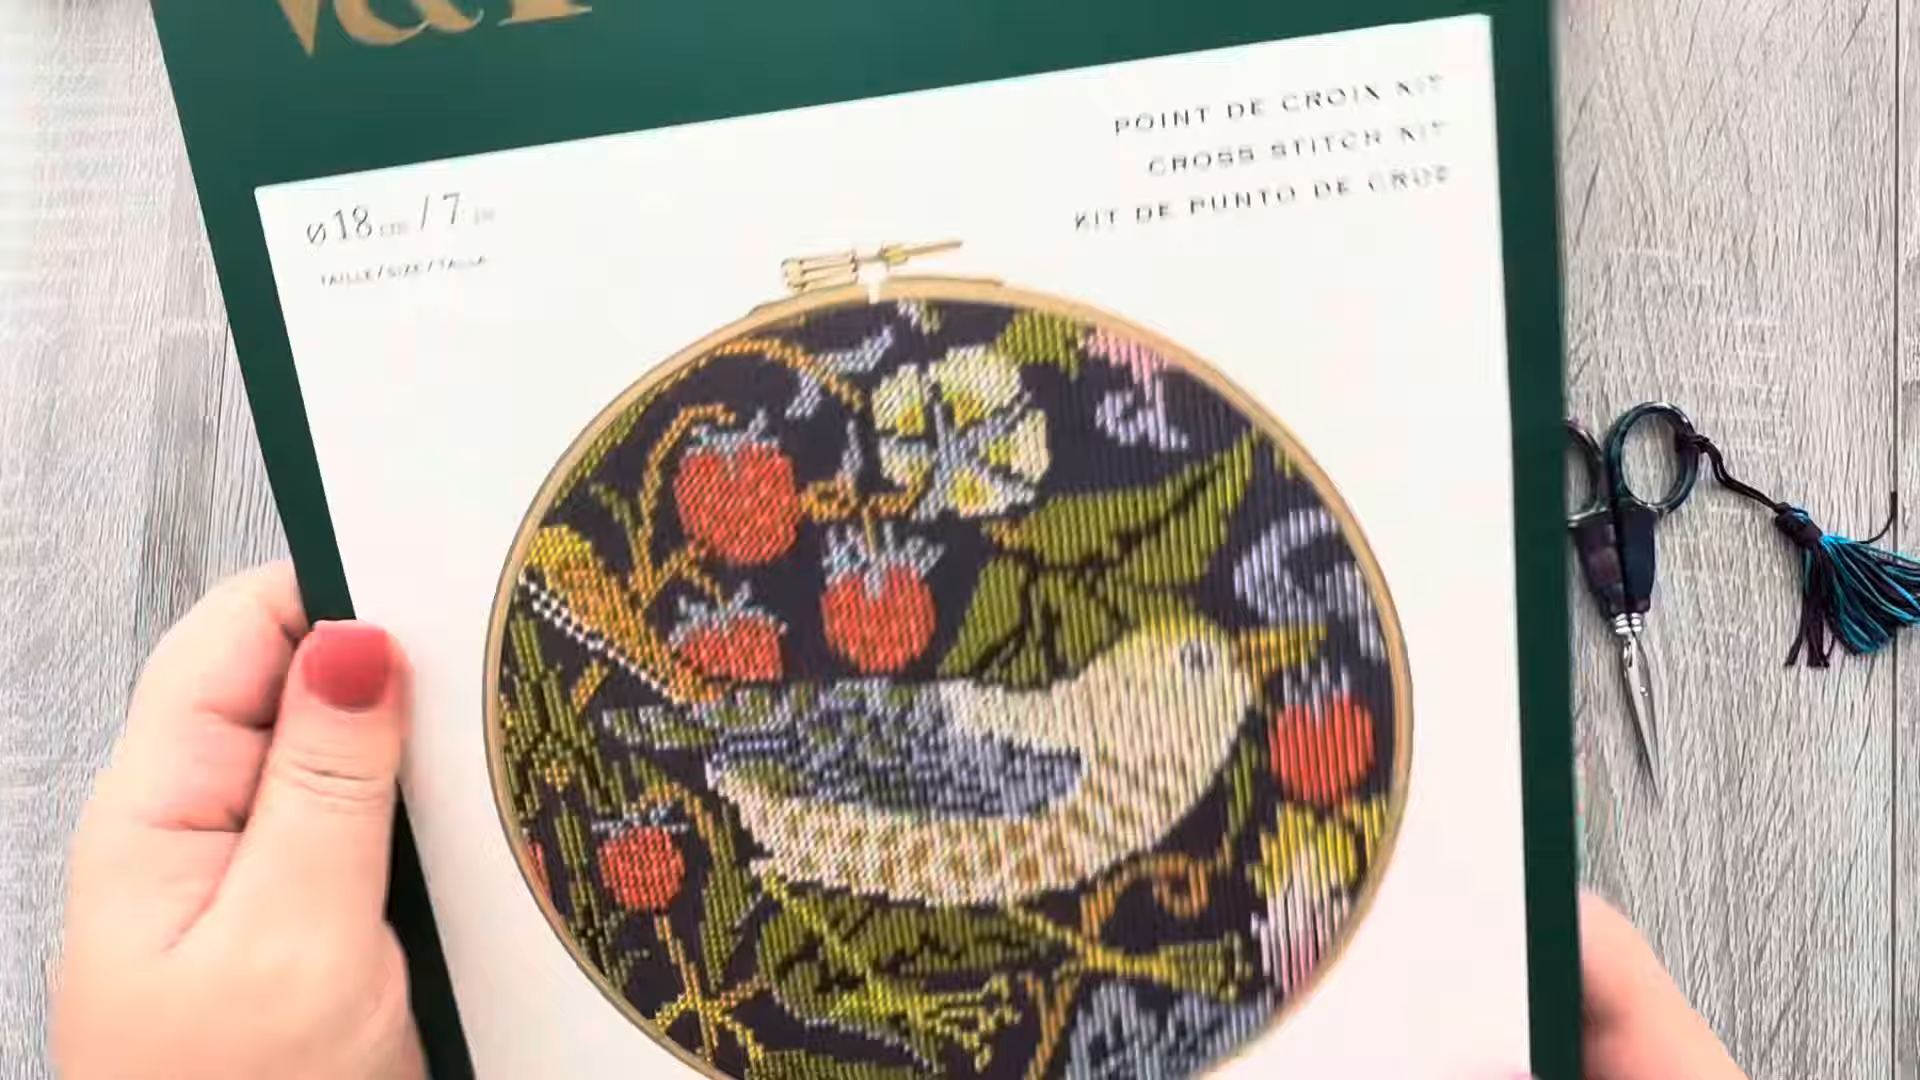 V&A
POINT DE CROIX KIT
CROSS STITCH KIT
KIT DE PUNTO DE CRUZ
Ø18 cm / 7 in
TAILLE/SIZE/TALLA